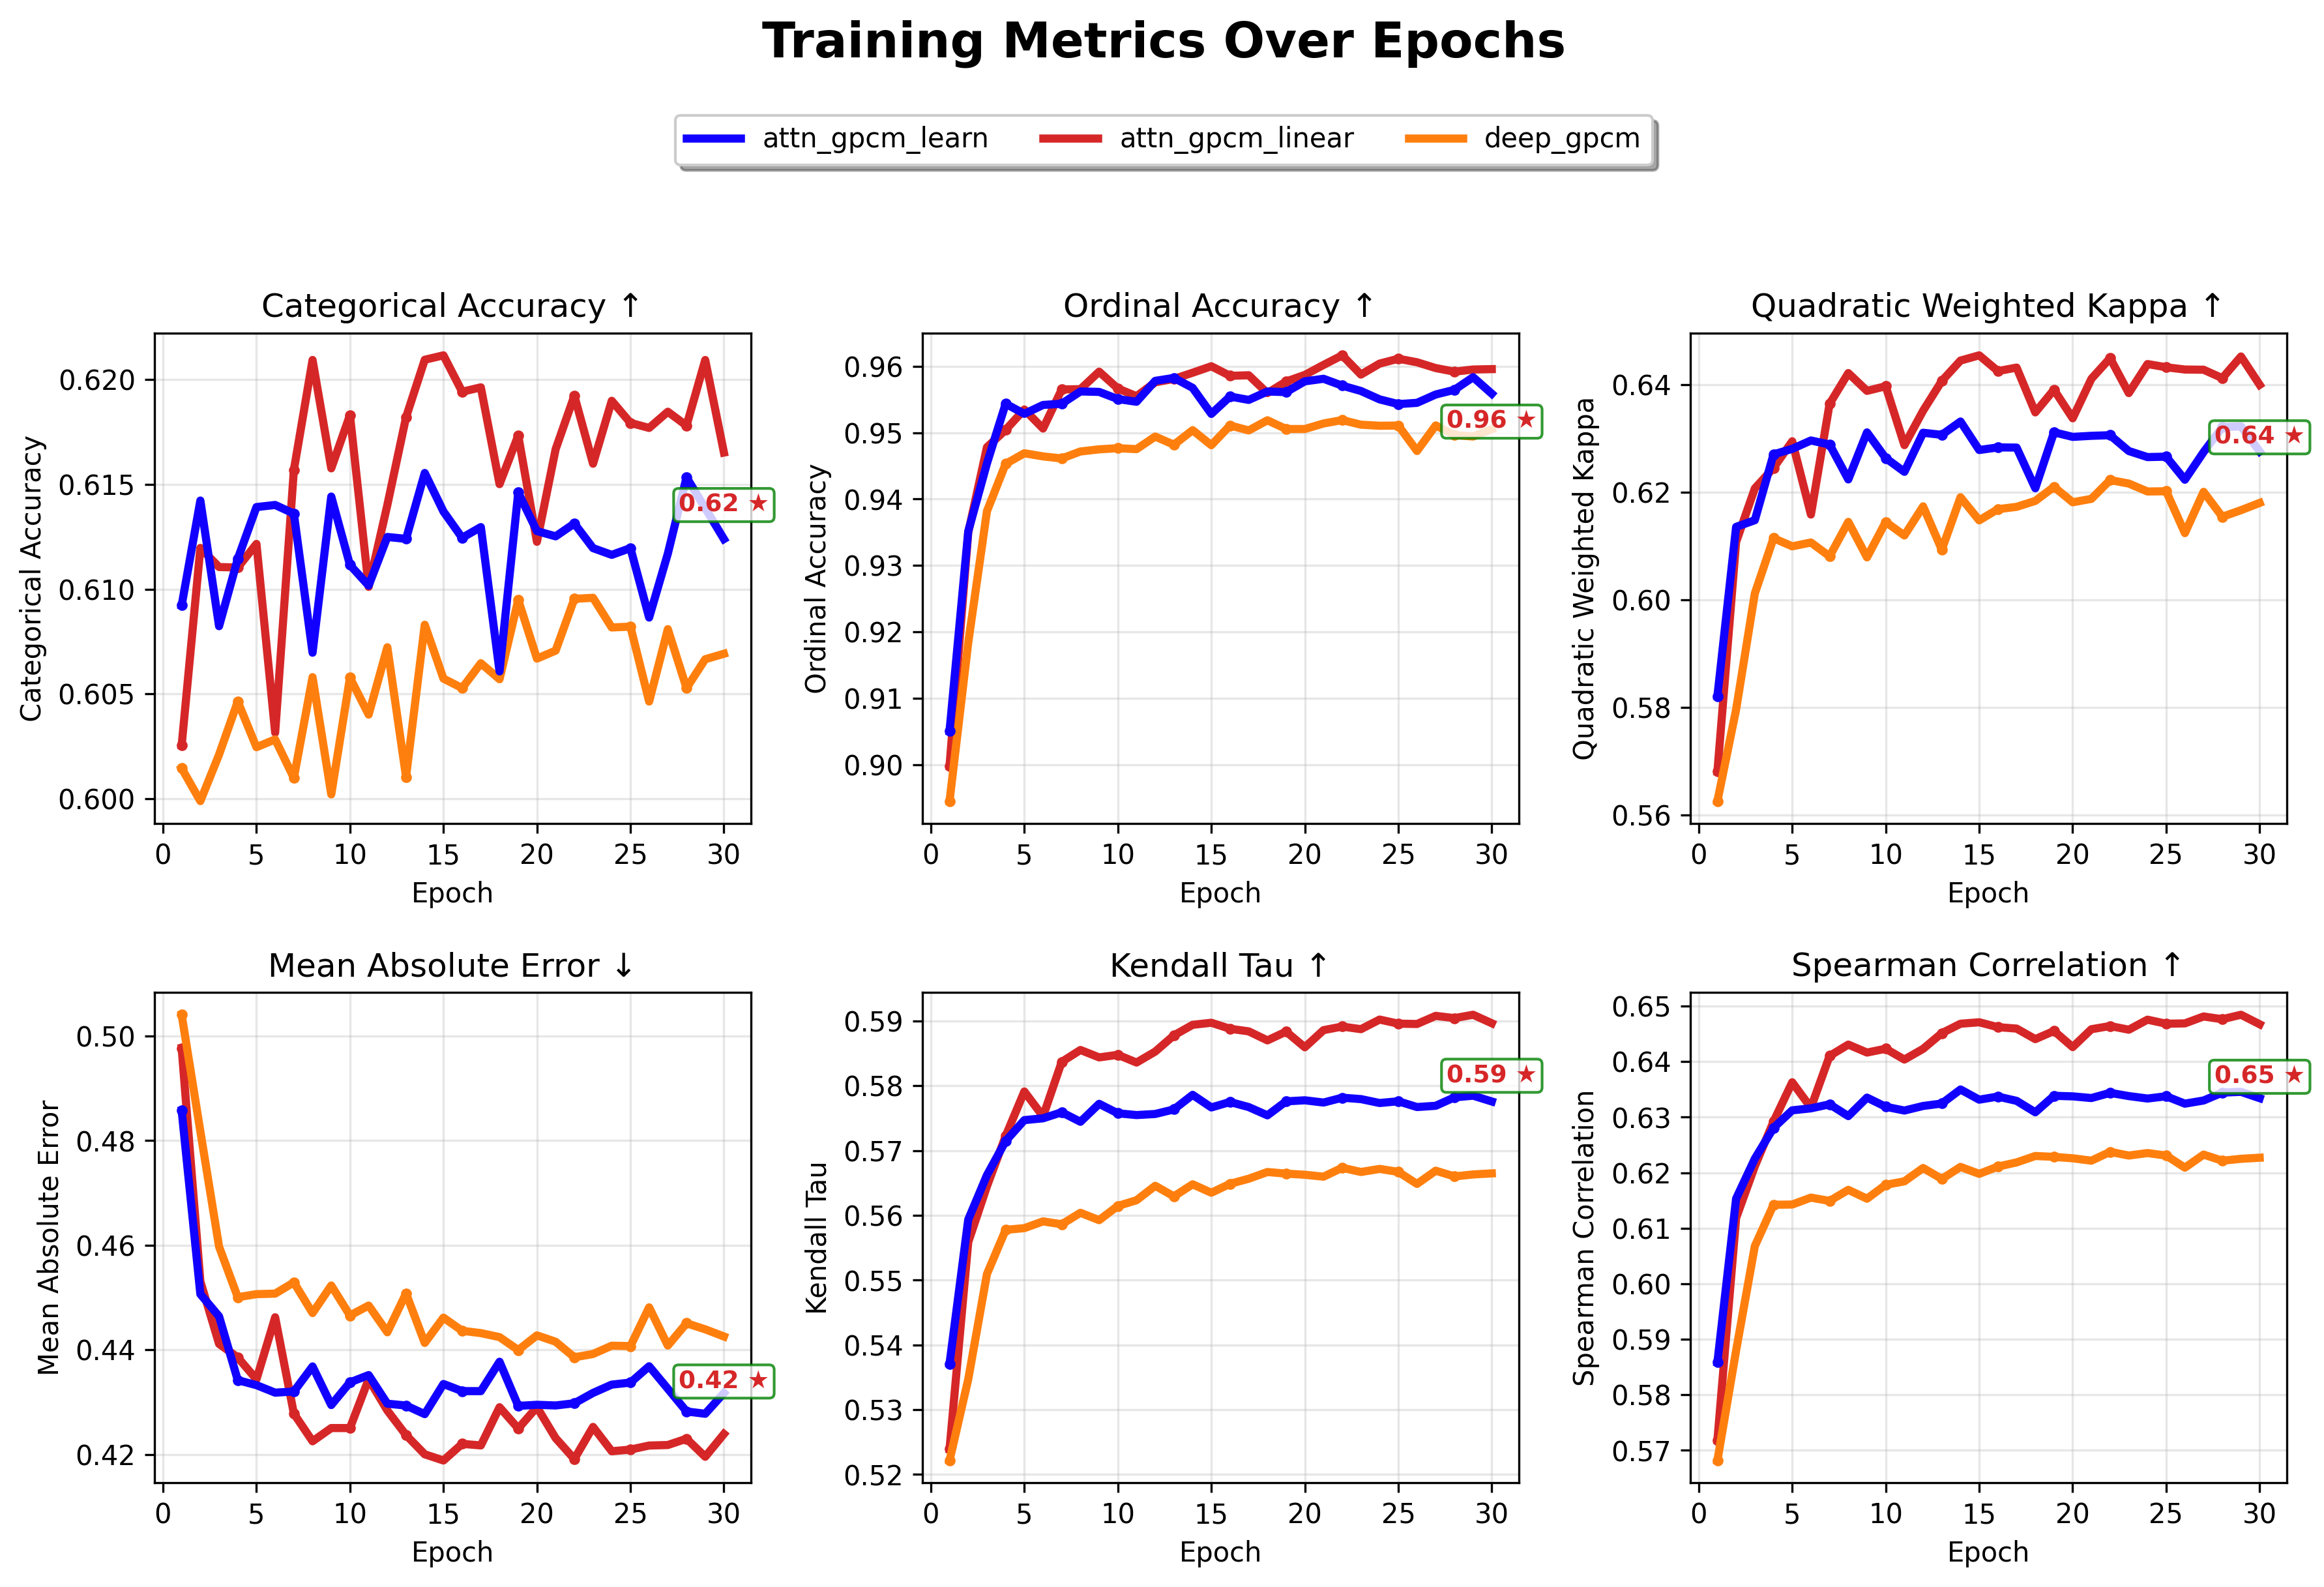 Training Metrics Over Epochs
attn_gpcm_learn attn_gpcm_linear deep_gpcm
Categorical Accuracy ↑
Categorical Accuracy
0.620
0.615
0.610
0.605
0.600
0.62 ★
0 5 10 15 20 25 30
Epoch
Ordinal Accuracy ↑
Ordinal Accuracy
0.96
0.95
0.94
0.93
0.92
0.91
0.90
0.96 ★
0 5 10 15 20 25 30
Epoch
Quadratic Weighted Kappa ↑
Quadratic Weighted Kappa
0.64
0.62
0.60
0.58
0.56
0.64 ★
0 5 10 15 20 25 30
Epoch
Mean Absolute Error ↓
Mean Absolute Error
0.50
0.48
0.46
0.44
0.42
0.42 ★
0 5 10 15 20 25 30
Epoch
Kendall Tau ↑
Kendall Tau
0.59
0.58
0.57
0.56
0.55
0.54
0.53
0.52
0.59 ★
0 5 10 15 20 25 30
Epoch
Spearman Correlation ↑
Spearman Correlation
0.65
0.64
0.63
0.62
0.61
0.60
0.59
0.58
0.57
0.65 ★
0 5 10 15 20 25 30
Epoch